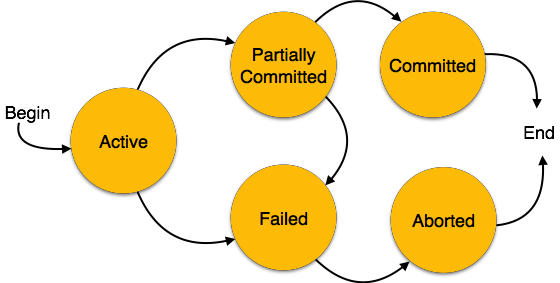 Begin
Active
Partially
Committed
Committed
End
Failed
Aborted